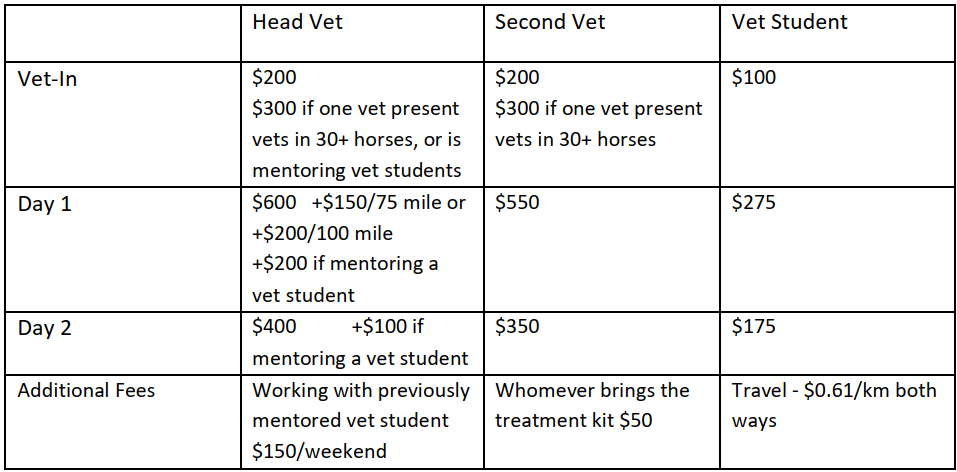 Head Vet
Second Vet
Vet Student
Vet-In
$200
$300 if one vet present
vets in 30+ horses, or is
mentoring vet students
$200
$300 if one vet present
vets in 30+ horses
$100
Day 1
$600 +$150/75 mile or
+$200/100 mile
+$200 if mentoring a
vet student
$550
$275
Day 2
$400 +$100 if
mentoring a vet student
$350
$175
Additional Fees
Working with previously
mentored vet student
$150/weekend
Whomever brings the
treatment kit $50
Travel - $0.61/km both
ways